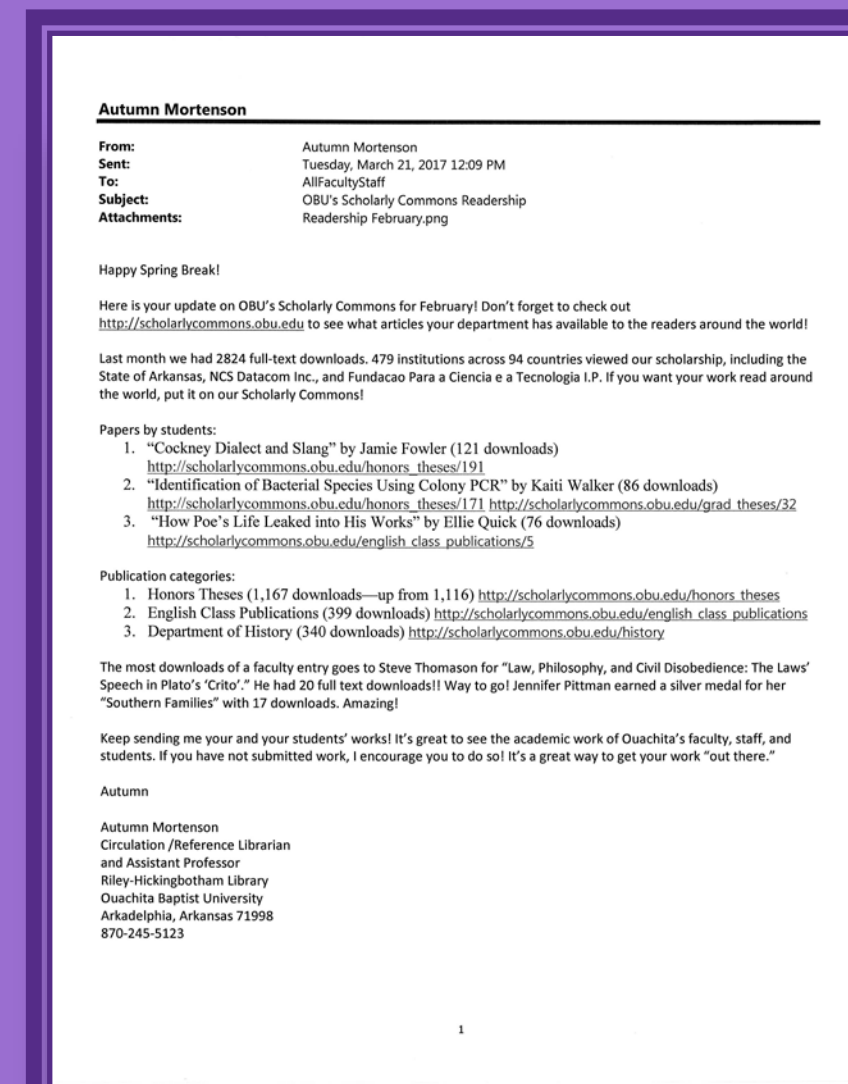 Autumn Mortenson
From: Autumn Mortenson
Sent: Tuesday, March 21, 2017 12:09 PM
To: AllFacultyStaff
Subject: OBU's Scholarly Commons Readership
Attachments: Readership February.png
Happy Spring Break!
Here is your update on OBU's Scholarly Commons for February! Don't forget to check out
http://scholarlycommons.obu.edu to see what articles your department has available to the readers around the world!
Last month we had 2824 full-text downloads. 479 institutions across 94 countries viewed our scholarship, including the
State of Arkansas, NCS Datacom Inc., and Fundacao Para a Ciencia e a Tecnologia I.P. If you want your work read around
the world, put it on our Scholarly Commons!
Papers by students:
1. “Cockney Dialect and Slang” by Jamie Fowler (121 downloads)
http://scholarlycommons.obu.edu/honors_theses/191
2. “Identification of Bacterial Species Using Colony PCR” by Kaiti Walker (86 downloads)
http://scholarlycommons.obu.edu/honors_theses/171 http://scholarlycommons.obu.edu/grad_theses/32
3. “How Poe’s Life Leaked into His Works” by Ellie Quick (76 downloads)
http://scholarlycommons.obu.edu/english_class_publications/5
Publication categories:
1. Honors Theses (1,167 downloads—up from 1,116) http://scholarlycommons.obu.edu/honors_theses
2. English Class Publications (399 downloads) http://scholarlycommons.obu.edu/english_class_publications
3. Department of History (340 downloads) http://scholarlycommons.obu.edu/history
The most downloads of a faculty entry goes to Steve Thomason for “Law, Philosophy, and Civil Disobedience: The Laws’
Speech in Plato’s ‘Crito’.” He had 20 full text downloads!! Way to go! Jennifer Pittman earned a silver medal for her
“Southern Families” with 17 downloads. Amazing!
Keep sending me your and your students’ works! It’s great to see the academic work of Ouachita’s faculty, staff, and
students. If you have not submitted work, I encourage you to do so! It’s a great way to get your work “out there.”
Autumn
Autumn Mortenson
Circulation /Reference Librarian
and Assistant Professor
Riley-Hickingbotham Library
Ouachita Baptist University
Arkadelphia, Arkansas 71998
870-245-5123
1